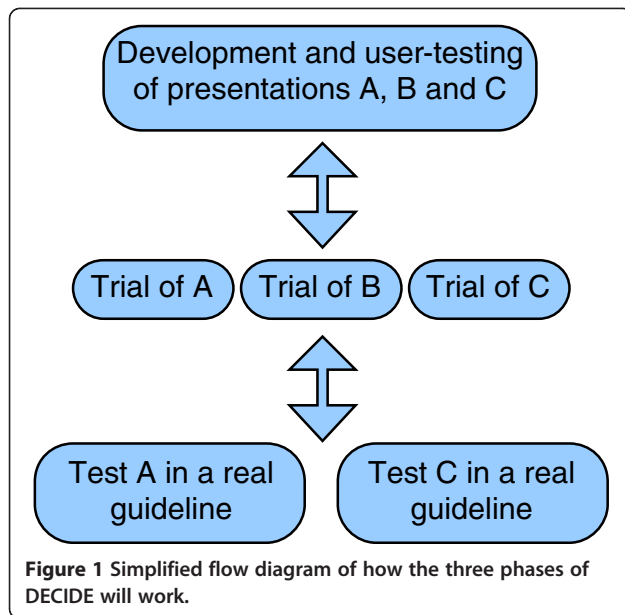 Development and user-testing
of presentations A, B and C
Trial of A
Trial of B
Trial of C
Test A in a real
guideline
Test C in a real
guideline
Figure 1 Simplified flow diagram of how the three phases of
DECIDE will work.